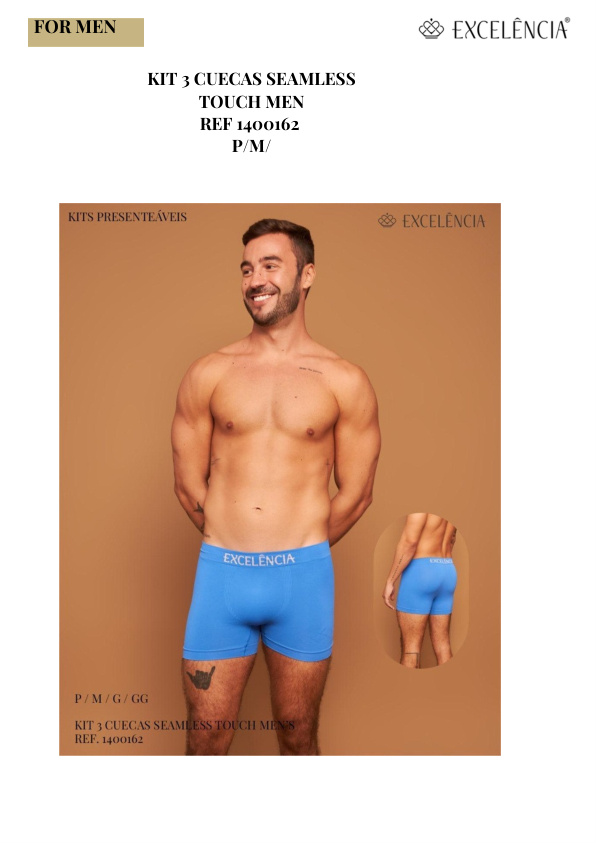 FOR MEN
EXCELÊNCIA®
KIT 3 CUECAS SEAMLESS
TOUCH MEN
REF 1400162
P/M/
KITS PRESENTEÁVEIS
EXCELÊNCIA
EXCELÊNCIA
EXCELÊNCIA
P / M / G / GG
KIT 3 CUECAS SEAMLESS TOUCH MEN'S
REF. 1400162